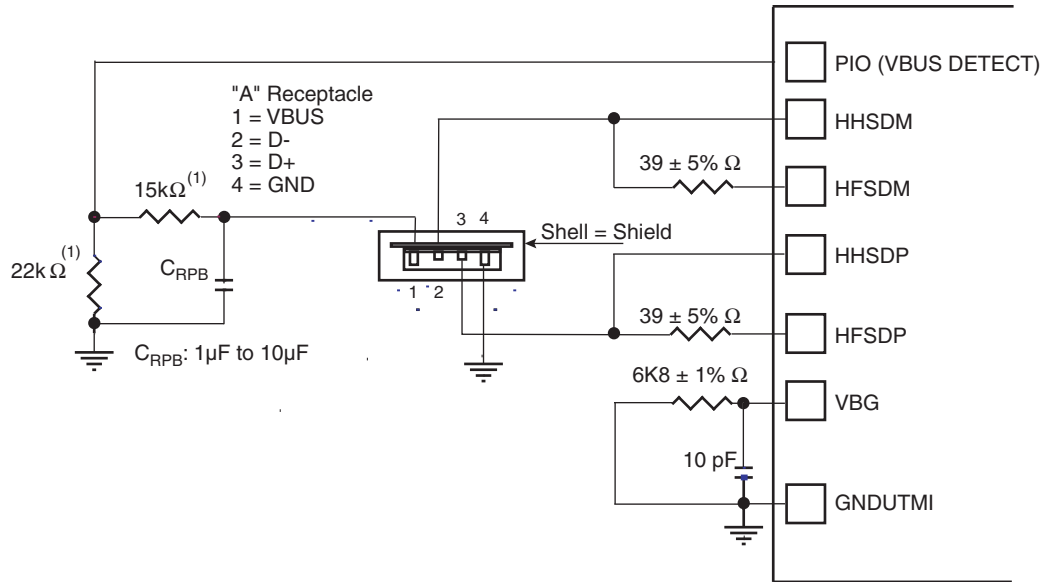 PIO (VBUS DETECT)
"A" Receptacle
1 = VBUS
2 = D-
3 = D+
4 = GND
HHSDM
39 ± 5% Ω
HFSDM
15kΩ(1)
3 4
Shell = Shield
HHSDP
22k Ω(1)
CRPB
1 2
39 ± 5% Ω
HFSDP
CRPB: 1µF to 10µF
6K8 ± 1% Ω
VBG
10 pF
GNDUTMI